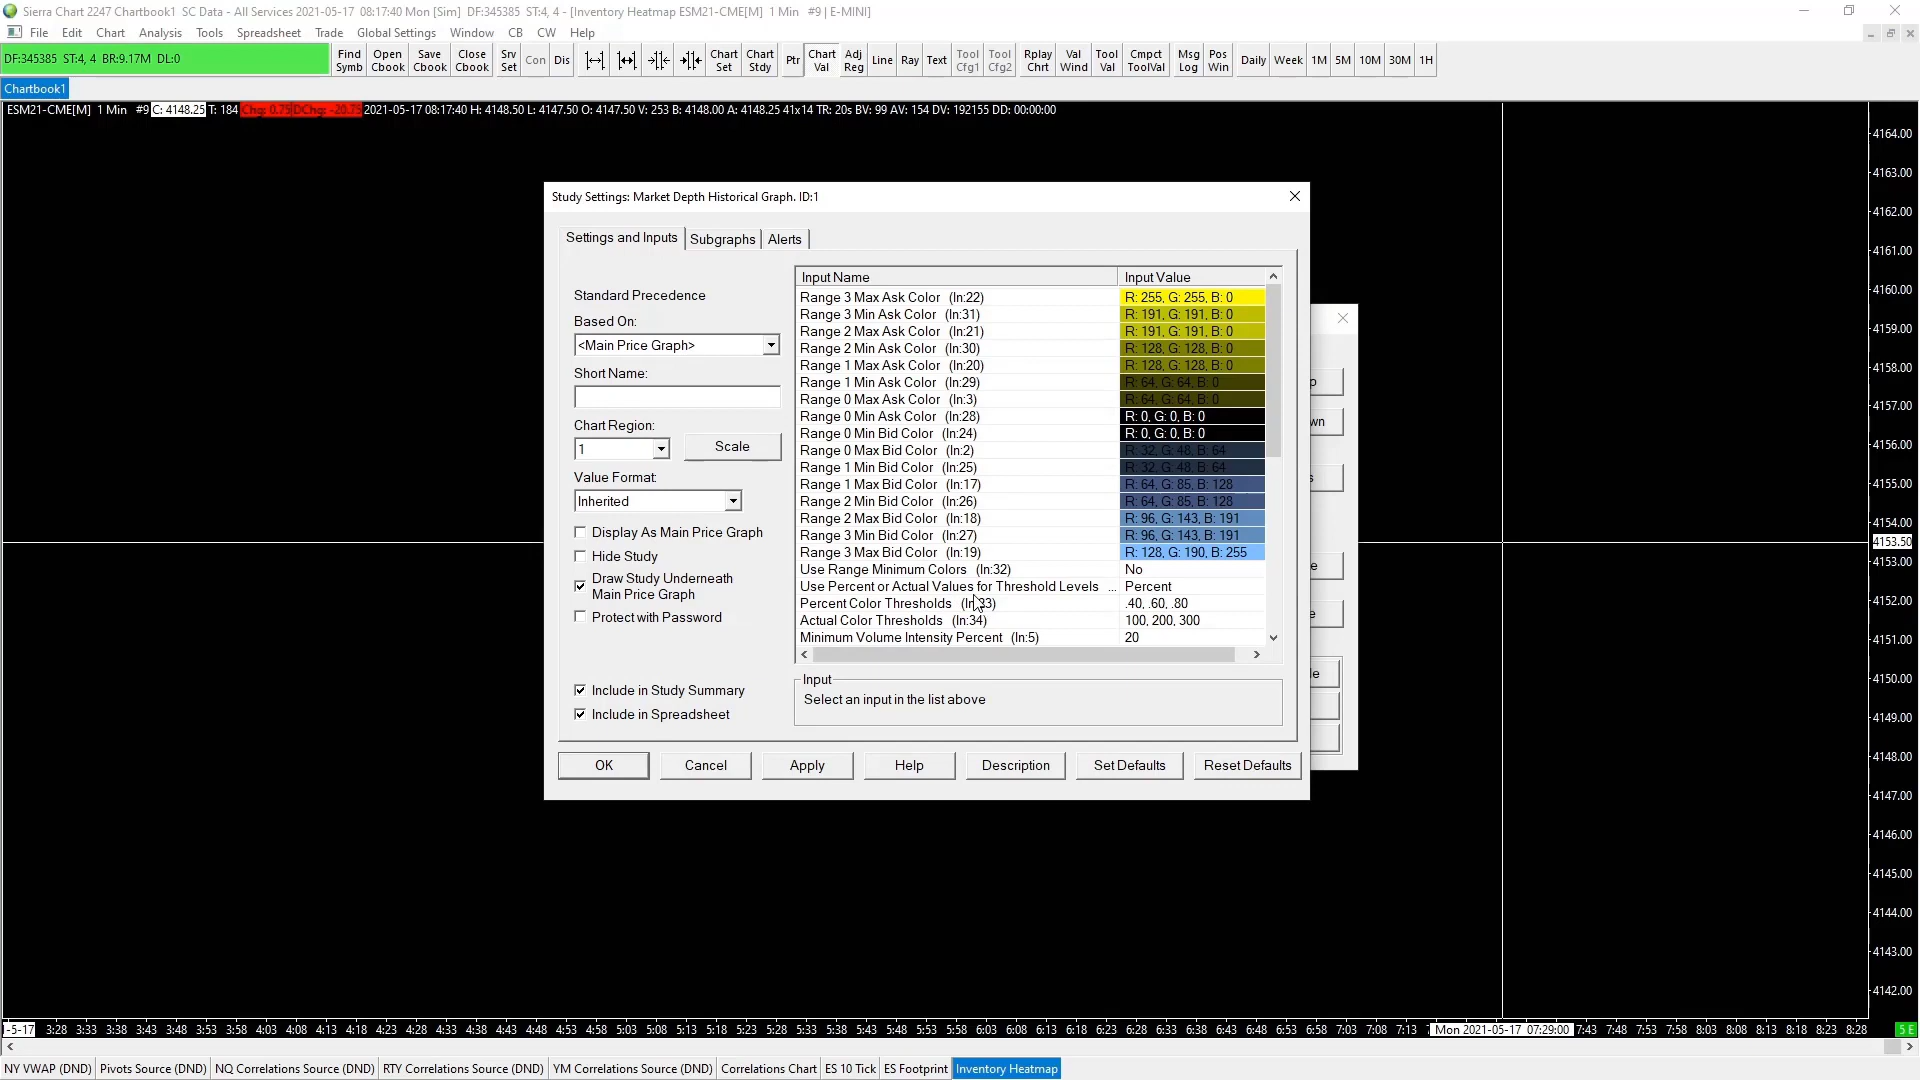 Sierra Chart 2247 Chartbook1 SC Data - All Services 2021-05-17 08:17:40 Mon [Sim] DF:345385 ST:4, 4 - [Inventory Heatmap ESM21-CME[M] 1 Min #9 | E-MINI]
File Edit Chart Analysis Tools Spreadsheet Trade Global Settings Window CB CW Help
DF:345385 ST:4, 4 BR:9.17M DL:0
Find Symb
Open Cbook
Save Cbook
Close Cbook
Srv Set
Con
Dis
Chart Set
Chart Stdy
Ptr
Chart Val
Adj Reg
Line
Ray
Text
Tool Cfg1
Tool Cfg2
Rplay Chrt
Val Wind
Tool Val
Cmpct ToolVal
Msg Log
Pos Win
Daily
Week
1M
5M
10M
30M
1H
Chartbook1
ESM21-CME[M] 1 Min #9 C: 4148.25 T: 184 Chg: 0.75 DChg: -20.75 2021-05-17 08:17:40 H: 4148.50 L: 4147.50 O: 4147.50 V: 253 B: 4148.00 A: 4148.25 41x14 TR: 20s BV: 99 AV: 154 DV: 192155 DD: 00:00:00
Study Settings: Market Depth Historical Graph. ID:1
Settings and Inputs
Subgraphs
Alerts
Standard Precedence
Based On:
<Main Price Graph>
Short Name:
Chart Region:
1
Scale
Value Format:
Inherited
Display As Main Price Graph
Hide Study
Draw Study Underneath
Main Price Graph
Protect with Password
Include in Study Summary
Include in Spreadsheet
Input Name Input Value
Range 3 Max Ask Color (In:22) R: 255, G: 255, B: 0
Range 3 Min Ask Color (In:31) R: 191, G: 191, B: 0
Range 2 Max Ask Color (In:21) R: 191, G: 191, B: 0
Range 2 Min Ask Color (In:30) R: 128, G: 128, B: 0
Range 1 Max Ask Color (In:20) R: 128, G: 128, B: 0
Range 1 Min Ask Color (In:29) R: 64, G: 64, B: 0
Range 0 Max Ask Color (In:3) R: 64, G: 64, B: 0
Range 0 Min Ask Color (In:28) R: 0, G: 0, B: 0
Range 0 Min Bid Color (In:24) R: 0, G: 0, B: 0
Range 0 Max Bid Color (In:2) R: 32, G: 48, B: 64
Range 1 Min Bid Color (In:25) R: 32, G: 48, B: 64
Range 1 Max Bid Color (In:17) R: 64, G: 85, B: 128
Range 2 Min Bid Color (In:26) R: 64, G: 85, B: 128
Range 2 Max Bid Color (In:18) R: 96, G: 143, B: 191
Range 3 Min Bid Color (In:27) R: 96, G: 143, B: 191
Range 3 Max Bid Color (In:19) R: 128, G: 190, B: 255
Use Range Minimum Colors (In:32) No
Use Percent or Actual Values for Threshold Levels ... Percent
Percent Color Thresholds (In:33) .40, .60, .80
Actual Color Thresholds (In:34) 100, 200, 300
Minimum Volume Intensity Percent (In:5) 20
Input
Select an input in the list above
OK
Cancel
Apply
Help
Description
Set Defaults
Reset Defaults
4164.00
4163.00
4162.00
4161.00
4160.00
4159.00
4158.00
4157.00
4156.00
4155.00
4154.00
4153.50
4153.00
4152.00
4151.00
4150.00
4149.00
4148.00
4147.00
4146.00
4145.00
4144.00
4143.00
4142.00
-5-17 3:28 3:33 3:38 3:43 3:48 3:53 3:58 4:03 4:08 4:13 4:18 4:23 4:28 4:33 4:38 4:43 4:48 4:53 4:58 5:03 5:08 5:13 5:18 5:23 5:28 5:33 5:38 5:43 5:48 5:53 5:58 6:03 6:08 6:13 6:18 6:23 6:28 6:33 6:38 6:43 6:48 6:53 6:58 7:03 7:08 7:13 Mon 2021-05-17 07:29:00 7:43 7:48 7:53 7:58 8:03 8:08 8:13 8:18 8:23 8:28 5 E
NY VWAP (DND) Pivots Source (DND) NQ Correlations Source (DND) RTY Correlations Source (DND) YM Correlations Source (DND) Correlations Chart ES 10 Tick ES Footprint Inventory Heatmap